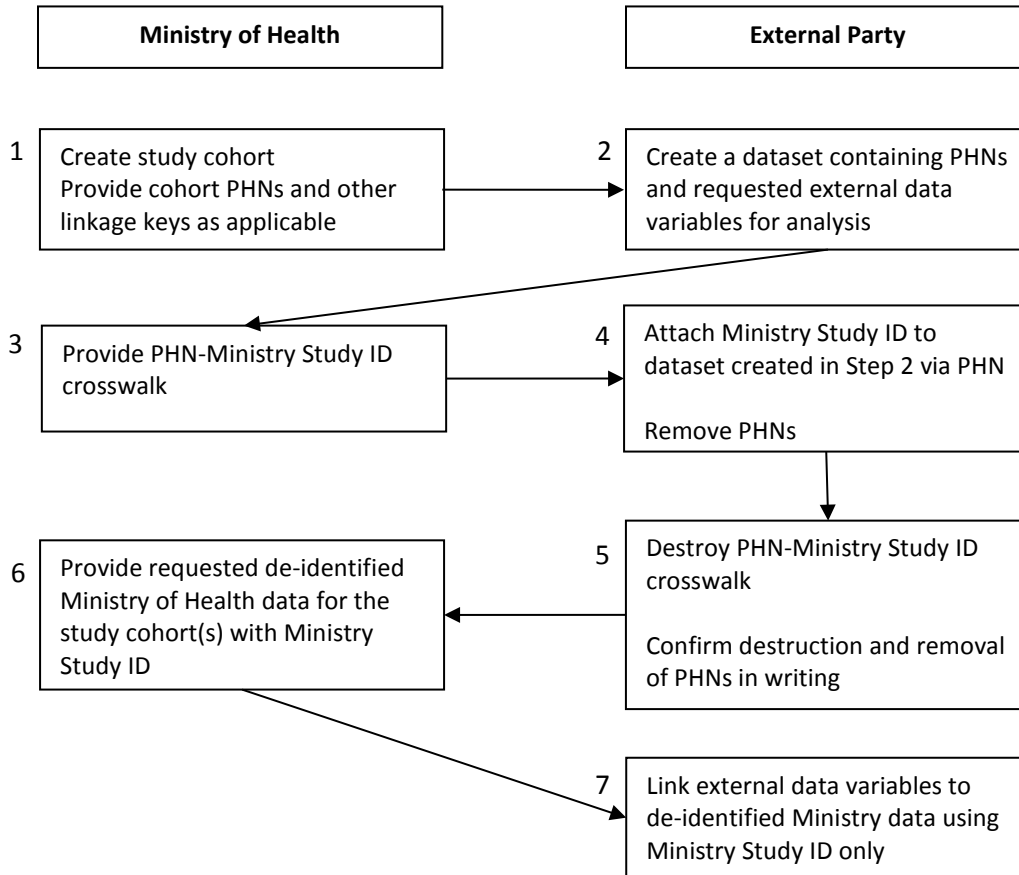 Ministry of Health
External Party
1
Create study cohort
Provide cohort PHNs and other
linkage keys as applicable
2
Create a dataset containing PHNs
and requested external data
variables for analysis
3
Provide PHN-Ministry Study ID
crosswalk
4
Attach Ministry Study ID to
dataset created in Step 2 via PHN
Remove PHNs
5
Destroy PHN-Ministry Study ID
crosswalk
Confirm destruction and removal
of PHNs in writing
6
Provide requested de-identified
Ministry of Health data for the
study cohort(s) with Ministry
Study ID
7
Link external data variables to
de-identified Ministry data using
Ministry Study ID only